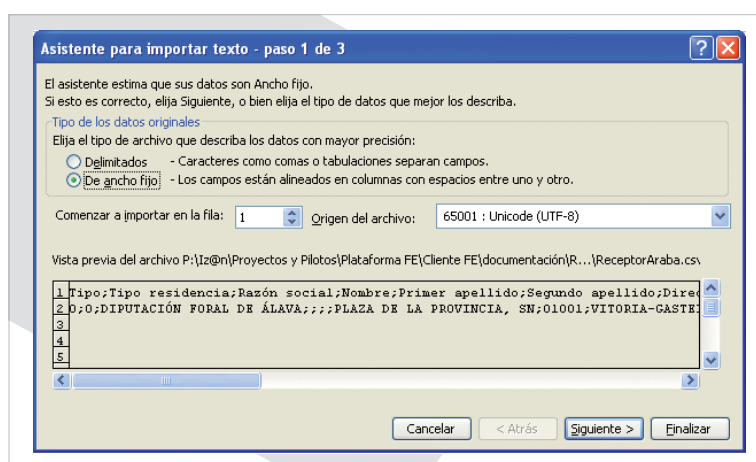 Asistente para importar texto - paso 1 de 3
El asistente estima que sus datos son Ancho fijo.
Si esto es correcto, elija Siguiente, o bien elija el tipo de datos que mejor los describa.
Tipo de los datos originales
Elija el tipo de archivo que describa los datos con mayor precisión:
Delimitados - Caracteres como comas o tabulaciones separan campos.
De ancho fijo - Los campos están alineados en columnas con espacios entre uno y otro.
Comenzar a importar en la fila: 1 Origen del archivo: 65001 : Unicode (UTF-8)
Vista previa del archivo P:\Iz@n\Proyectos y Pilotos\Plataforma FE\Cliente FE\documentación\R...\ReceptorAraba.csv
1 Tipo;Tipo residencia;Razón social;Nombre;Primer apellido;Segundo apellido;Direc
2 0;0;DIPUTACIÓN FORAL DE ÁLAVA;;;;PLAZA DE LA PROVINCIA, SN;01001;VITORIA-GASTEI
3
4
5
Cancelar < Atrás Siguiente > Finalizar